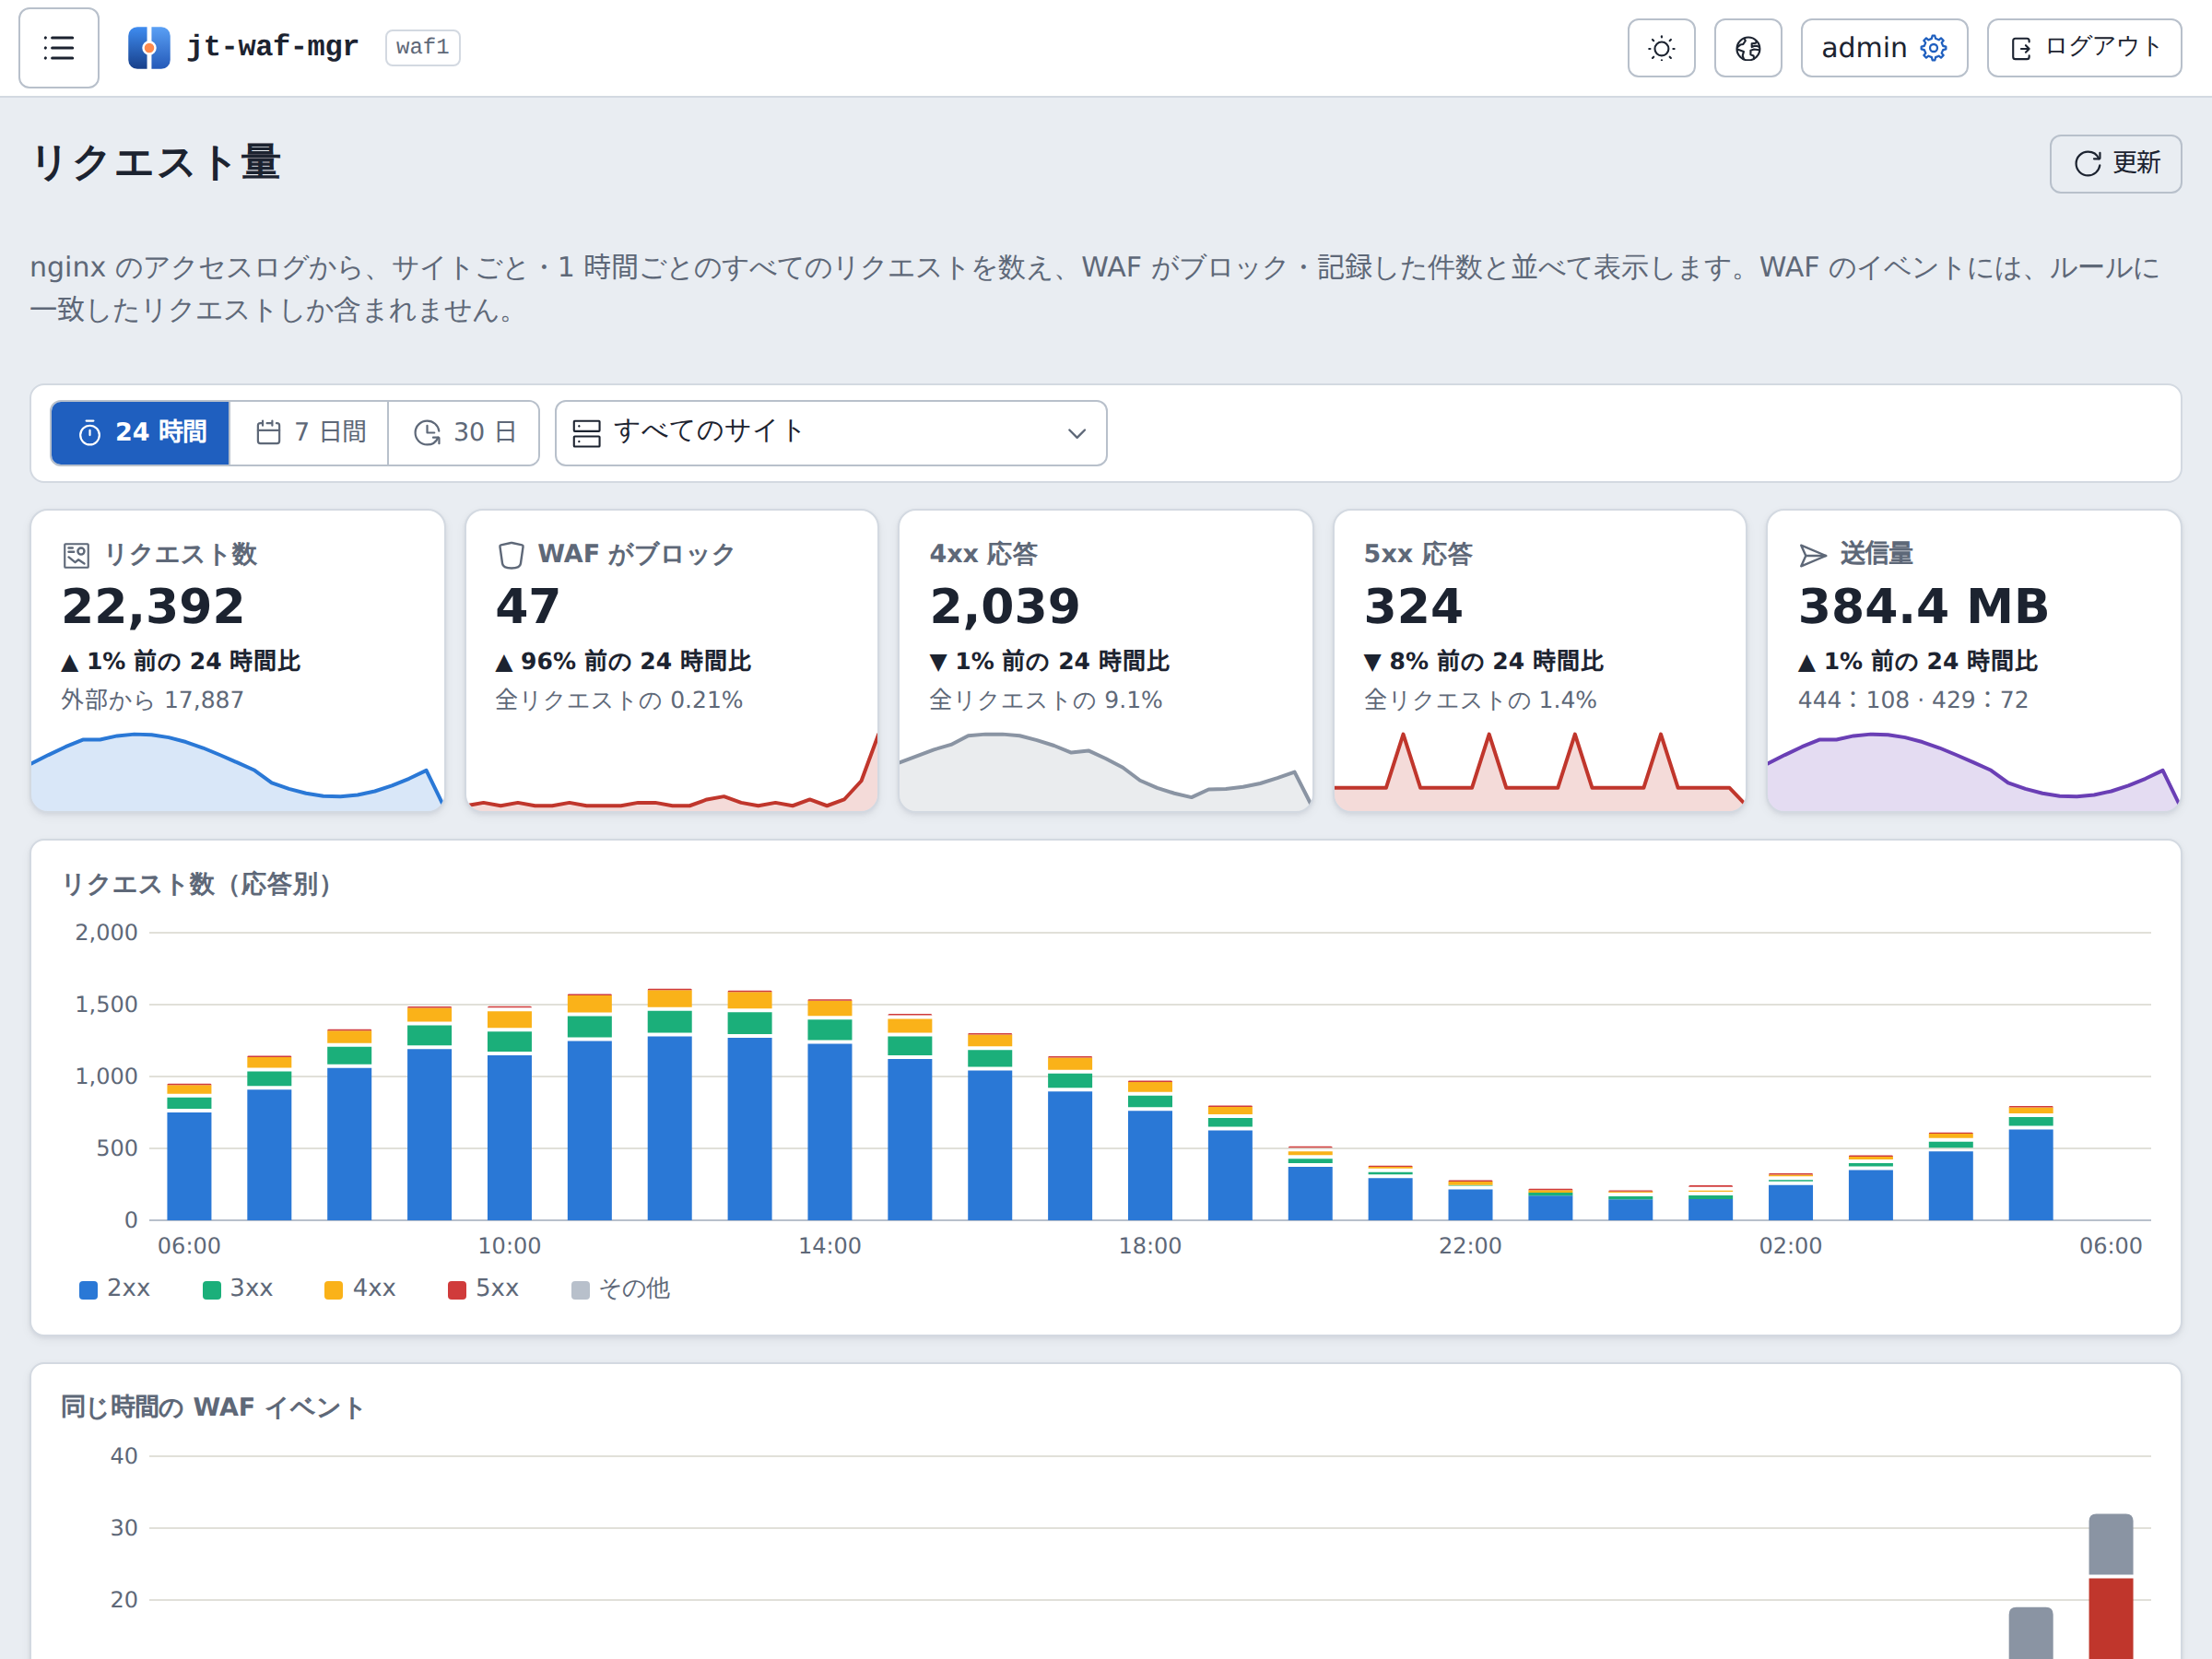 jt-waf-mgr waf1 admin ログアウト
リクエスト量 更新
nginx のアクセスログから、サイトごと・1 時間ごとのすべてのリクエストを数え、WAF がブロック・記録した件数と並べて表示します。WAF のイベントには、ルールに
一致したリクエストしか含まれません。
24 時間 7 日間 30 日 すべてのサイト
リクエスト数 WAF がブロック 4xx 応答 5xx 応答 送信量
22,392 47 2,039 324 384.4 MB
▲ 1% 前の 24 時間比 ▲ 96% 前の 24 時間比 ▼ 1% 前の 24 時間比 ▼ 8% 前の 24 時間比 ▲ 1% 前の 24 時間比
外部から 17,887 全リクエストの 0.21% 全リクエストの 9.1% 全リクエストの 1.4% 444：108 · 429：72
リクエスト数（応答別）
2,000
1,500
1,000
500
0
06:00 10:00 14:00 18:00 22:00 02:00 06:00
2xx 3xx 4xx 5xx その他
同じ時間の WAF イベント
40
30
20